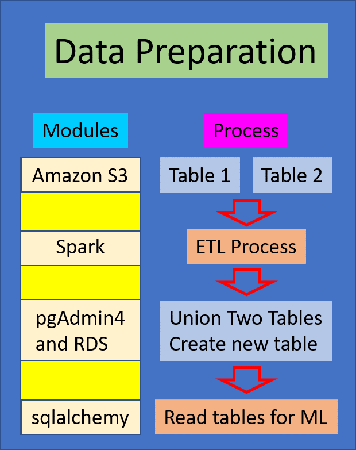 Data Preparation
Modules
Process
Amazon S3
Table 1
Table 2
Spark
ETL Process
pgAdmin4
and RDS
Union Two Tables
Create new table
sqlalchemy
Read tables for ML